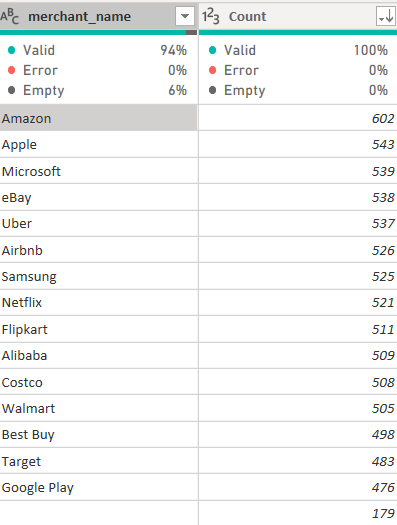 ABC merchant_name 123 Count
Valid 94% Valid 100%
Error 0% Error 0%
Empty 6% Empty 0%
Amazon 602
Apple 543
Microsoft 539
eBay 538
Uber 537
Airbnb 526
Samsung 525
Netflix 521
Flipkart 511
Alibaba 509
Costco 508
Walmart 505
Best Buy 498
Target 483
Google Play 476
179